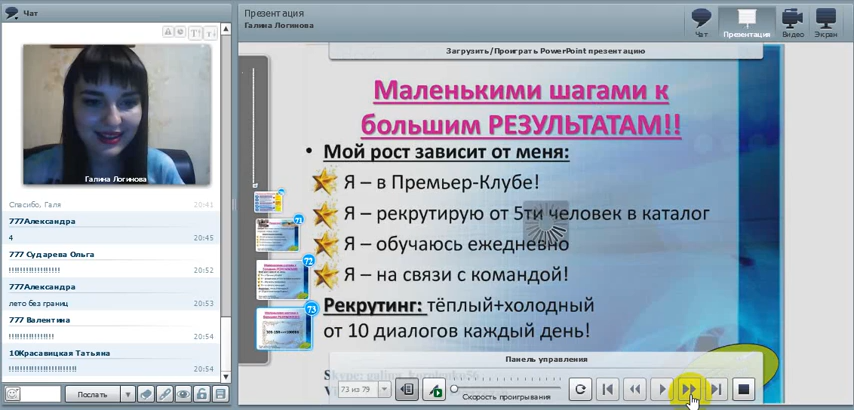 Чат
Галина Логинова
Спасибо, Галя 20:41
777Александра
4 20:45
777 Сударева Ольга
!!!!!!!!!!!!!!!!!!! 20:52
777Александра
лето без границ 20:53
777 Валентина
!!!!!!!!!!!!!!!!! 20:54
10Красавицкая Татьяна
!!!!!!!!!!!!!!!!!!!!!!!!! 20:54
Послать
Презентация
Галина Логинова
Чат
Презентация
Видео
Экран
Загрузить/Проиграть PowerPoint презентацию
71
72
73
Маленькими шагами к
большим РЕЗУЛЬТАТАМ!!
• Мой рост зависит от меня:
Я – в Премьер-Клубе!
Я – рекрутирую от 5ти человек в каталог
Я – обучаюсь ежедневно
Я – на связи с командой!
Рекрутинг: тёплый+холодный
от 10 диалогов каждый день!
Панель управления
73 из 79
Скорость проигрывания